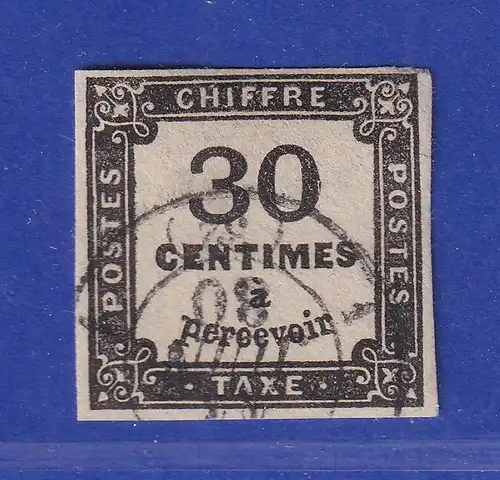 CHIFFRE
POSTES
30
CENTIMES
à
percevoir
POSTES
· TAXE ·